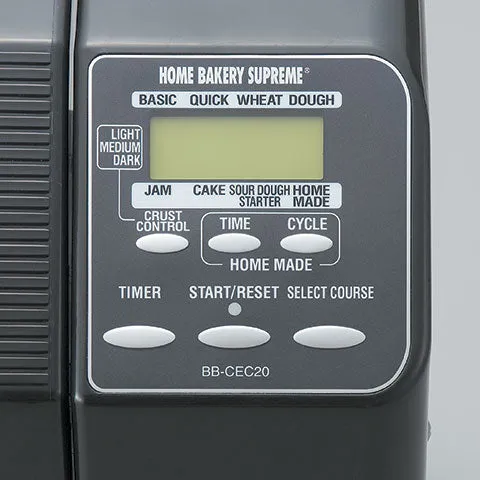 HOME BAKERY SUPREME®
BASIC QUICK WHEAT DOUGH
LIGHT
MEDIUM
DARK
JAM CAKE SOUR DOUGH STARTER HOME MADE
CRUST CONTROL
TIME CYCLE
HOME MADE
TIMER START/RESET SELECT COURSE
BB-CEC20